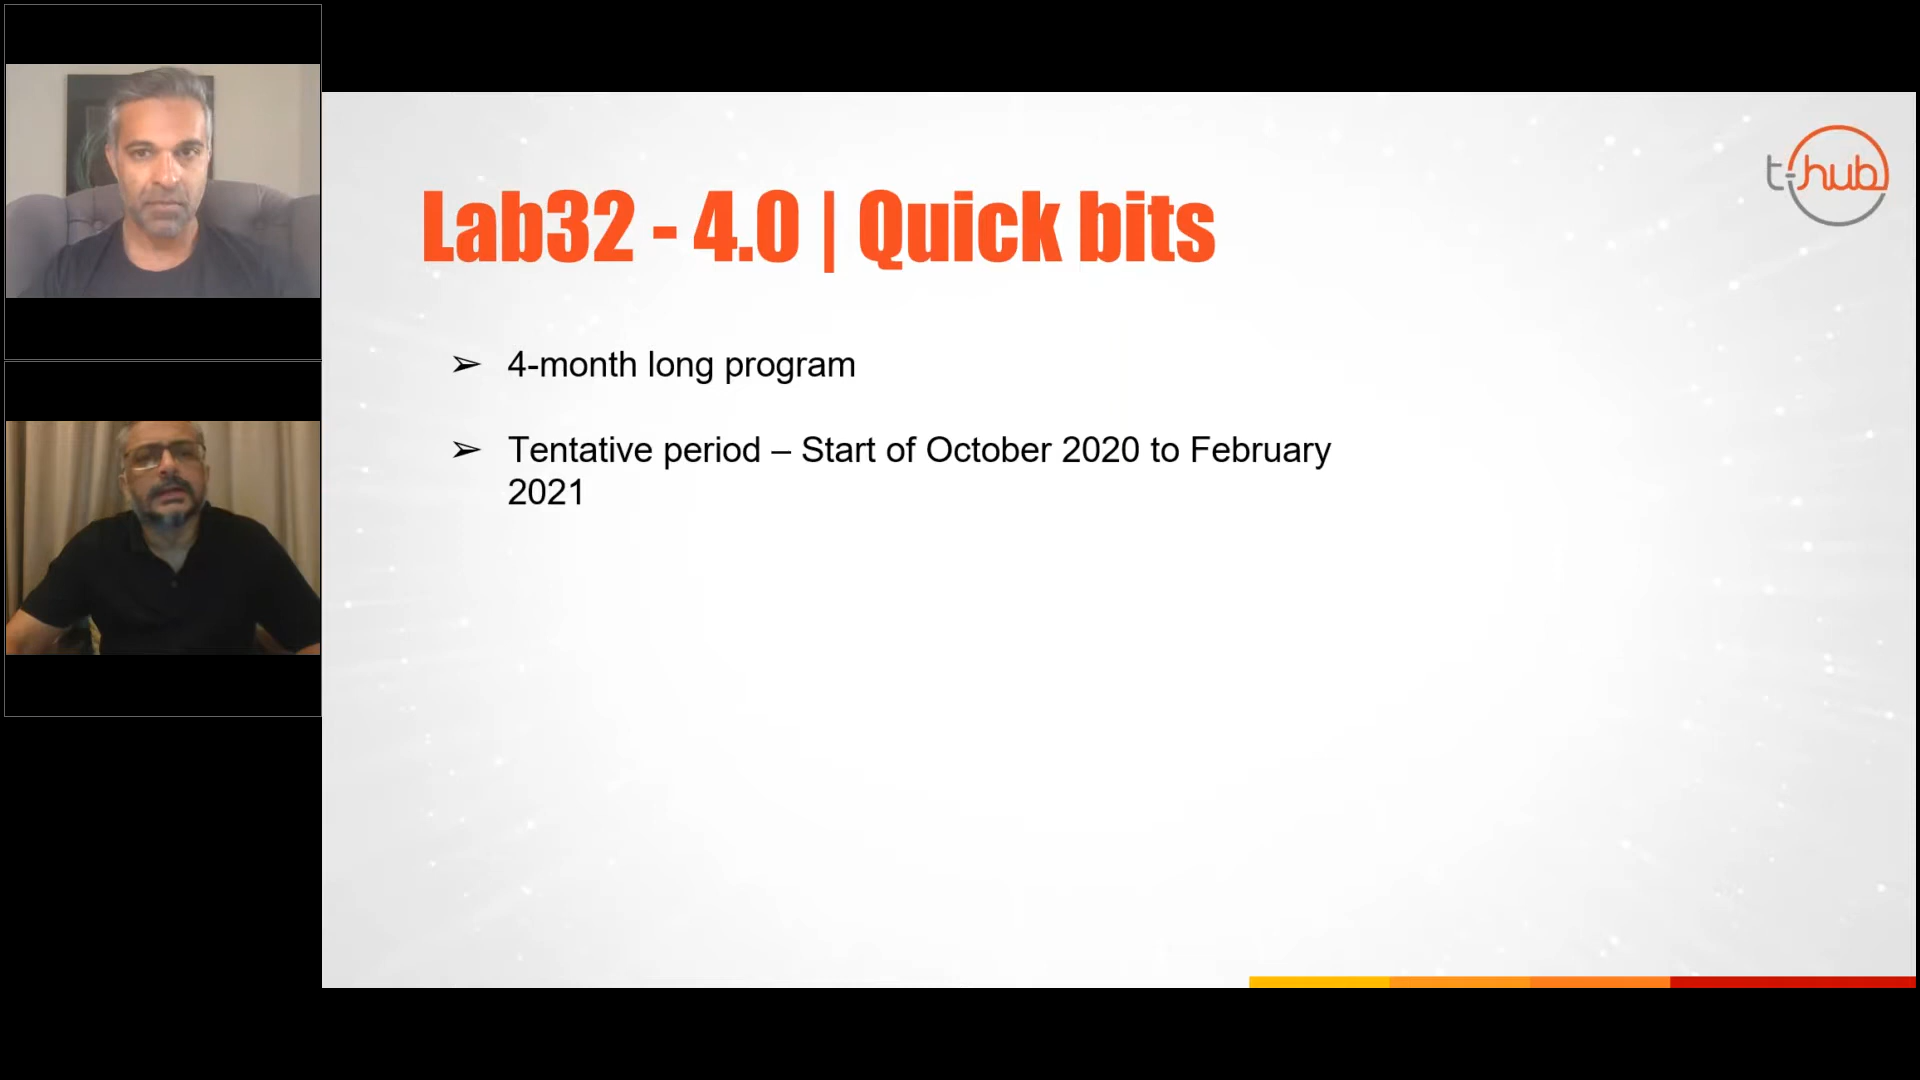 t-hub
Lab32 - 4.0 | Quick bits
➢ 4-month long program
➢ Tentative period – Start of October 2020 to February
2021